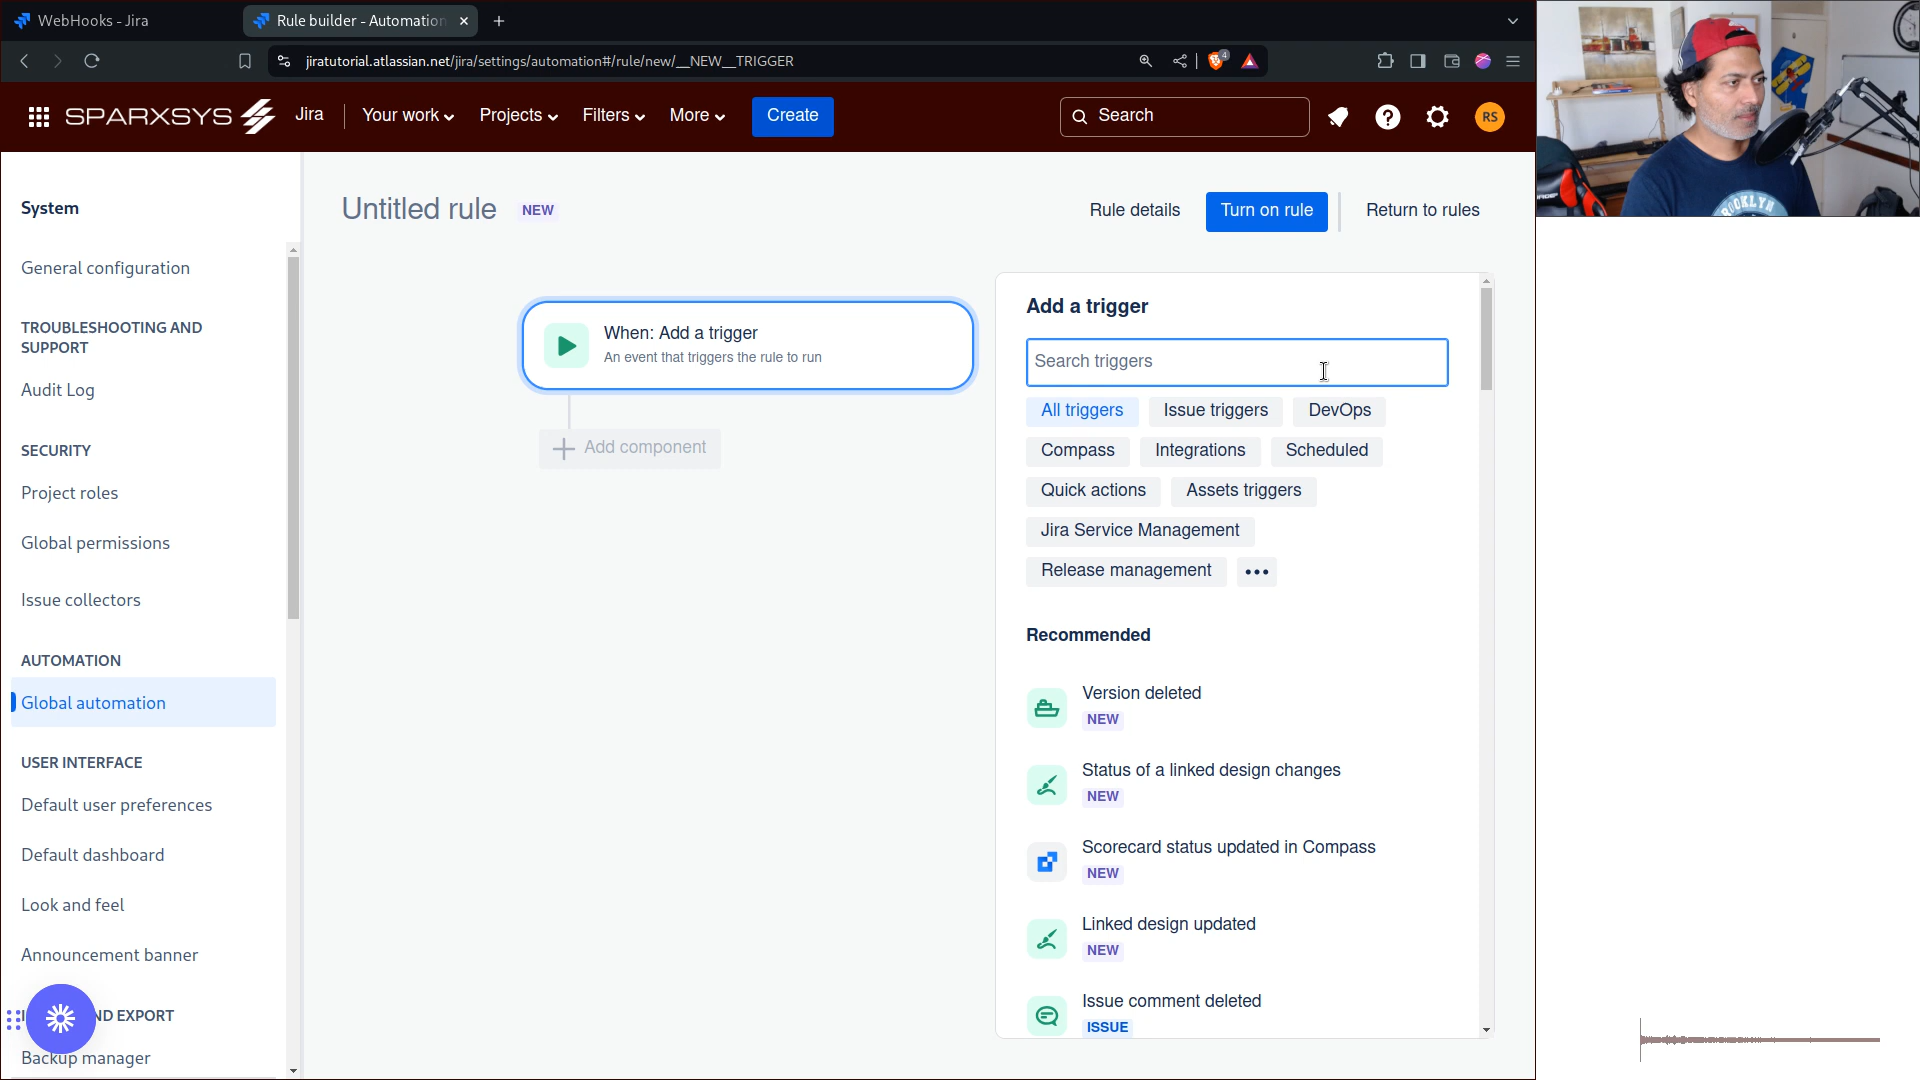 WebHooks - Jira
Rule builder - Automation
jiratutorial.atlassian.net/jira/settings/automation#/rule/new/__NEW__TRIGGER
4
SPARXSYS
Jira
Your work
Projects
Filters
More
Create
Search
RS
System
General configuration
TROUBLESHOOTING AND
SUPPORT
Audit Log
SECURITY
Project roles
Global permissions
Issue collectors
AUTOMATION
Global automation
USER INTERFACE
Default user preferences
Default dashboard
Look and feel
Announcement banner
ND EXPORT
Backup manager
Untitled rule
NEW
Rule details
Turn on rule
Return to rules
When: Add a trigger
An event that triggers the rule to run
Add component
Add a trigger
Search triggers
All triggers
Issue triggers
DevOps
Compass
Integrations
Scheduled
Quick actions
Assets triggers
Jira Service Management
Release management
Recommended
Version deleted
NEW
Status of a linked design changes
NEW
Scorecard status updated in Compass
NEW
Linked design updated
NEW
Issue comment deleted
ISSUE